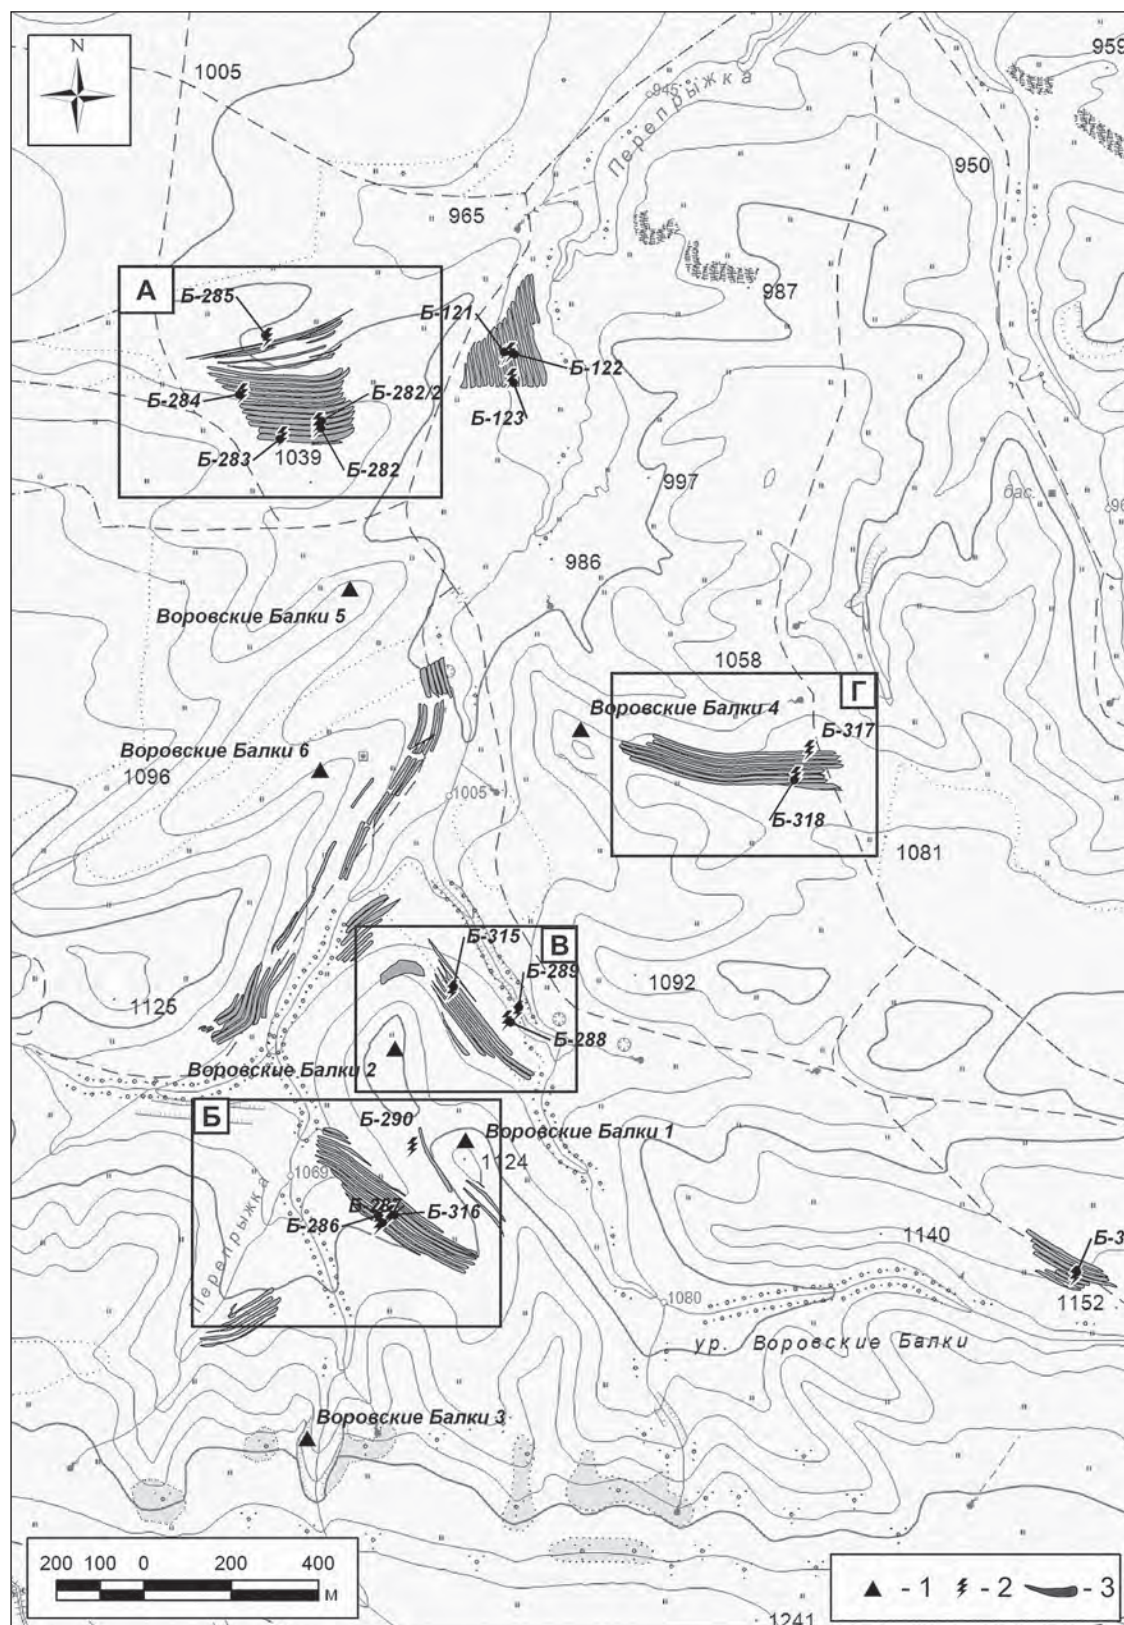 N
1005
959
945
Перепрыжка
950
965
987
А
Б-285
Б-121
Б-122
Б-284
Б-282/2
Б-123
Б-283
1039
Б-282
997
бас.
986
Воровские Балки 5
1058
Г
Воровские Балки 4
Б-317
Воровские Балки 6
1096
1005
Б-318
1081
Б-315
В
Б-289
1092
1125
Б-288
Воровские Балки 2
Б
Б-290
Воровские Балки 1
1124
1069
Б-287
Б-316
Б-286
Перепрыжка
1140
Б-3
1080
1152
ур. Воровские Балки
Воровские Балки 3
200 100 0 200 400
м
- 1 - 2 - 3
1241